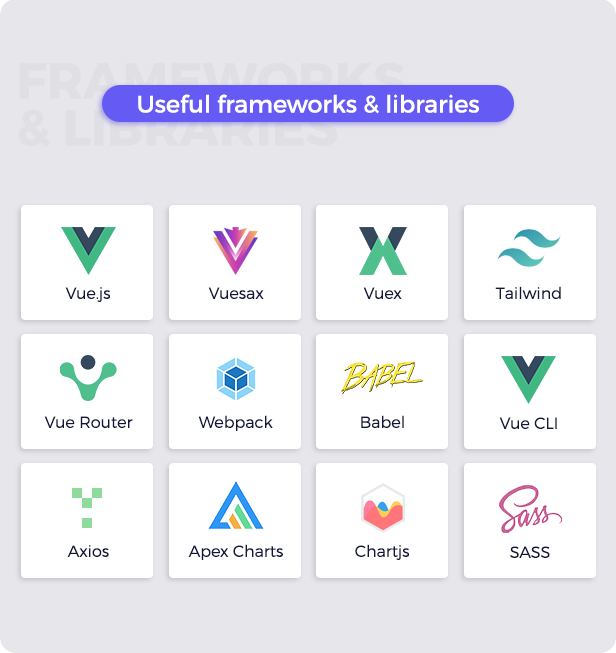 FRAMEWORKS
& LIBRARIES
Useful frameworks & libraries
Vue.js
Vuesax
Vuex
Tailwind
Vue Router
Webpack
BABEL
Babel
Vue CLI
Axios
Apex Charts
Chartjs
Sass
SASS